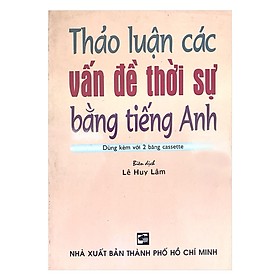 Thảo luận các
vấn đề thời sự
bằng tiếng Anh
Dùng kèm với 2 băng cassette
Biên dịch
Lê Huy Lâm
NHÀ XUẤT BẢN THÀNH PHỐ HỒ CHÍ MINH